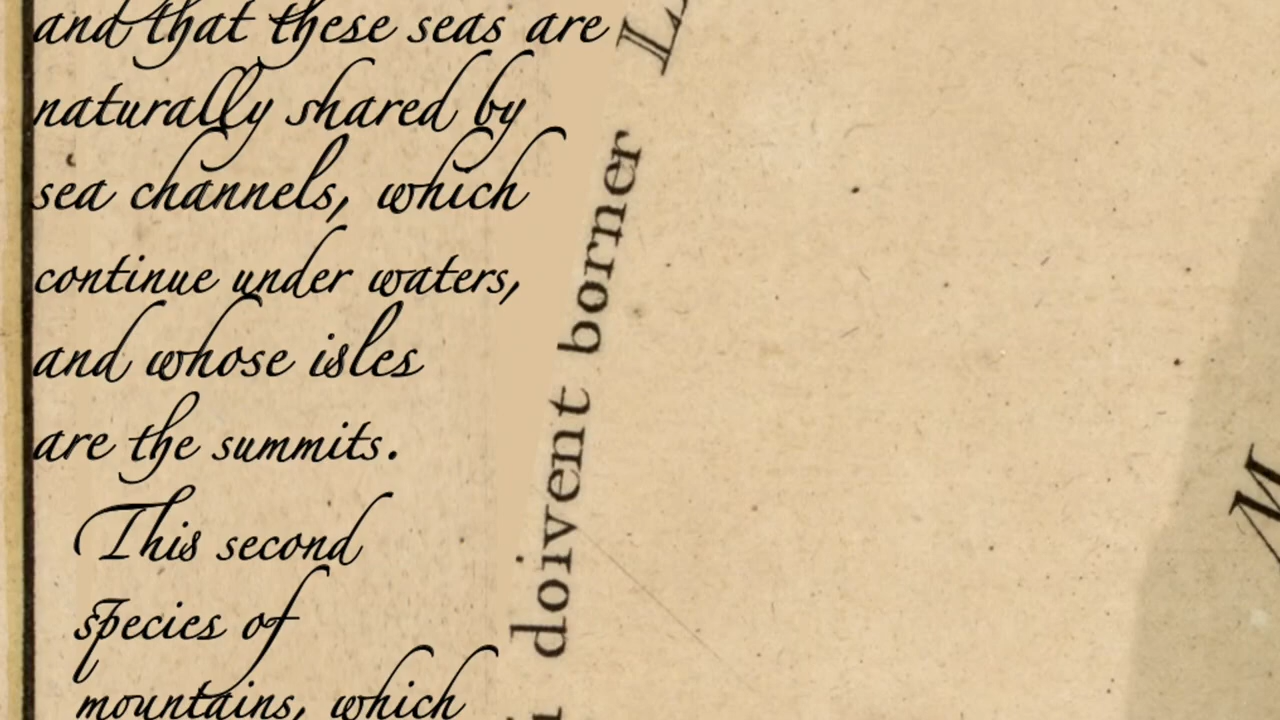 and that these seas are
naturally shared by
sea channels, which
continue under waters,
and whose isles
are the summits.
This second
species of
mountains, which
doivent borner
M